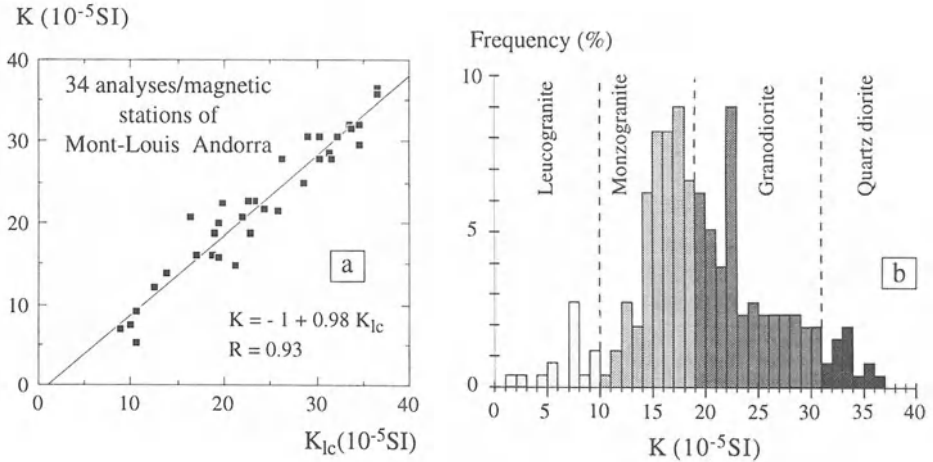 K (10-5SI)
40
30
20
10
0
34 analyses/magnetic
stations of
Mont-Louis Andorra
a
K = - 1 + 0.98 Klc
R = 0.93
0 10 20 30 40
Klc(10-5SI)
Frequency (%)
10
5
0
Leucogranite
Monzogranite
Granodiorite
Quartz diorite
b
0 5 10 15 20 25 30 35 40
K (10-5SI)